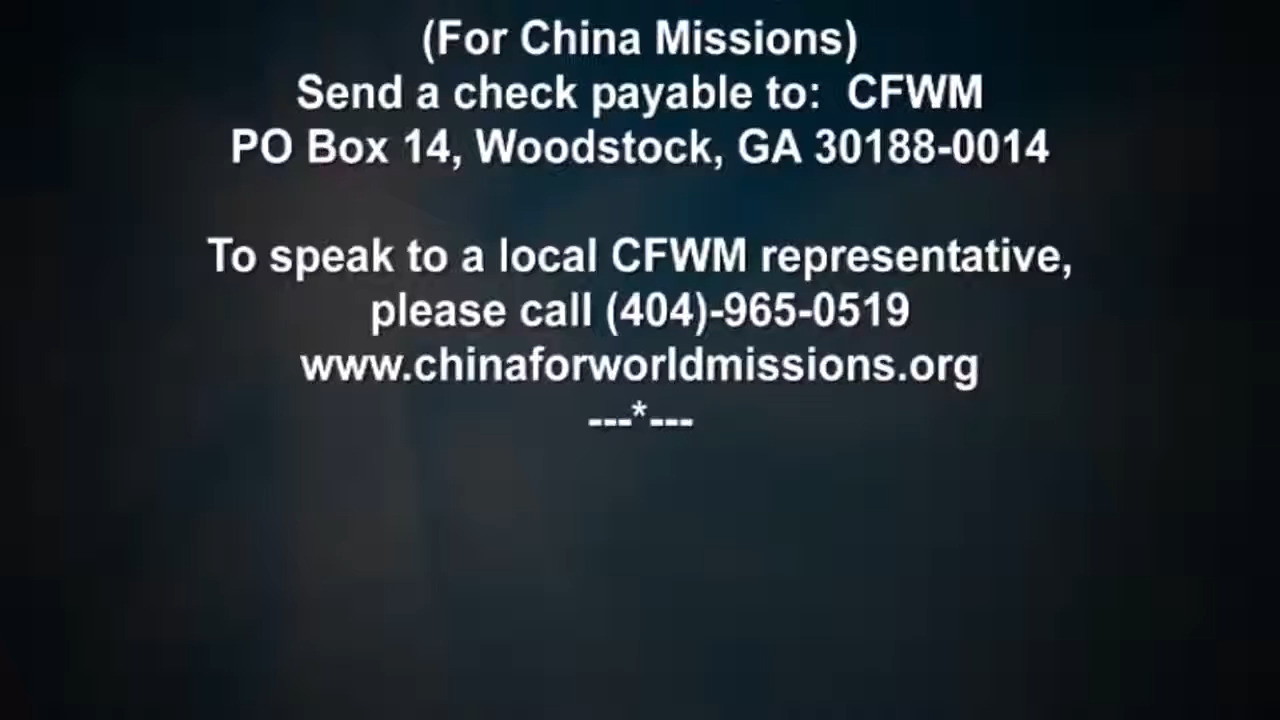 (For China Missions)
Send a check payable to:  CFWM
PO Box 14, Woodstock, GA 30188-0014
To speak to a local CFWM representative,
please call (404)-965-0519
www.chinaforworldmissions.org
---*---